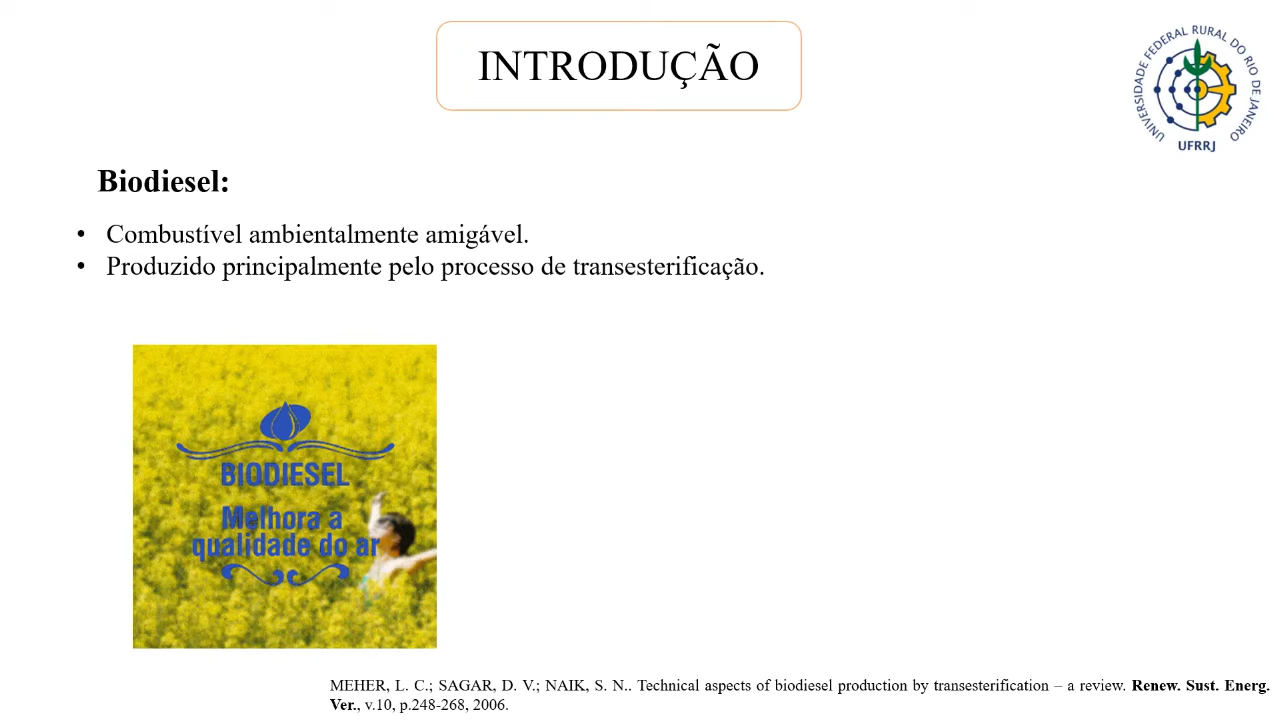 INTRODUÇÃO
UNIVERSIDADE FEDERAL RURAL DO RIO DE JANEIRO
UFRRJ
Biodiesel:
• Combustível ambientalmente amigável.
• Produzido principalmente pelo processo de transesterificação.
BIODIESEL
Melhora a
qualidade do ar
MEHER, L. C.; SAGAR, D. V.; NAIK, S. N.. Technical aspects of biodiesel production by transesterification – a review. Renew. Sust. Energ.
Ver., v.10, p.248-268, 2006.